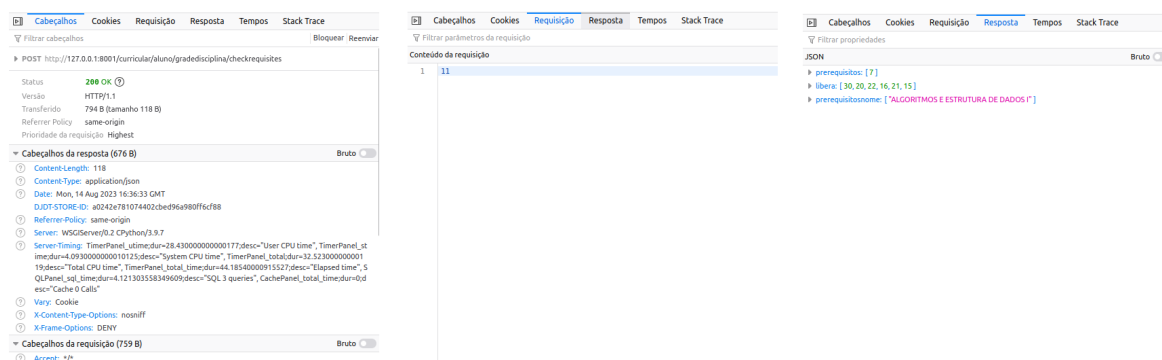 Cabeçalhos Cookies Requisição Resposta Tempos Stack Trace
Filtrar cabeçalhos Bloquear Reenviar
POST http://127.0.0.1:8001/curricular/aluno/gradedisciplina/checkrequisites
Status 200 OK ?
Versão HTTP/1.1
Transferido 794 B (tamanho 118 B)
Referrer Policy same-origin
Prioridade da requisição Highest
Cabeçalhos da resposta (676 B) Bruto
? Content-Length: 118
? Content-Type: application/json
? Date: Mon, 14 Aug 2023 16:36:33 GMT
DJDT-STORE-ID: a0242e781074402cbed96a980ff6cf88
? Referrer-Policy: same-origin
? Server: WSGIServer/0.2 CPython/3.9.7
? Server-Timing: TimerPanel_utime;dur=28.430000000000177;desc="User CPU time", TimerPanel_st
ime;dur=4.0930000000010125;desc="System CPU time", TimerPanel_total;dur=32.523000000001
19;desc="Total CPU time", TimerPanel_total_time;dur=44.18540000915527;desc="Elapsed time", S
QLPanel_sql_time;dur=4.121303558349609;desc="SQL 3 queries", CachePanel_total_time;dur=0;d
esc="Cache 0 Calls"
? Vary: Cookie
? X-Content-Type-Options: nosniff
? X-Frame-Options: DENY
Cabeçalhos da requisição (759 B) Bruto
? Accept: */*
Cabeçalhos Cookies Requisição Resposta Tempos Stack Trace
Filtrar parâmetros da requisição
Conteúdo da requisição
1 11
Cabeçalhos Cookies Requisição Resposta Tempos Stack Trace
Filtrar propriedades
JSON Bruto
prerequisitos: [ 7 ]
libera: [ 30, 20, 22, 16, 21, 15 ]
prerequisitosnome: [ "ALGORITMOS E ESTRUTURA DE DADOS I" ]